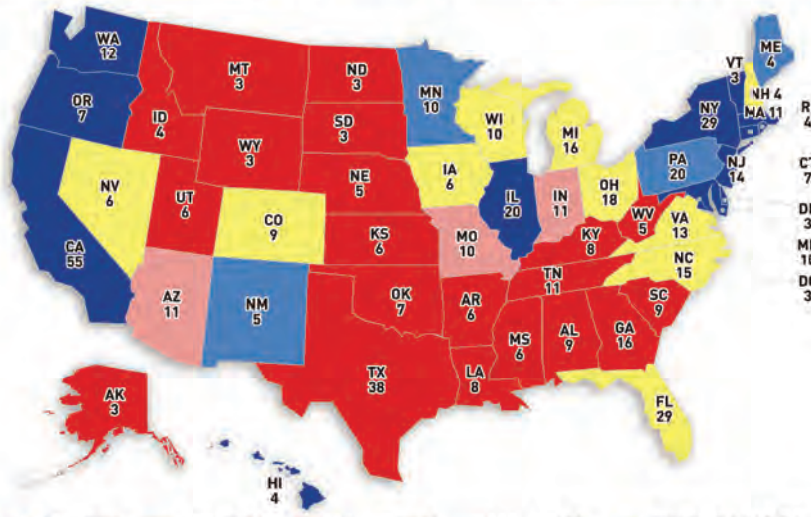 WA
12
OR
7
CA
55
NV
6
ID
4
MT
3
WY
3
UT
6
AZ
11
CO
9
NM
5
ND
3
SD
3
NE
5
KS
6
OK
7
TX
38
MN
10
IA
6
MO
10
AR
6
LA
8
WI
10
IL
20
MI
16
IN
11
OH
18
KY
8
TN
11
MS
6
AL
9
GA
16
FL
29
SC
9
NC
15
VA
13
WV
5
PA
20
NY
29
VT
3
NH 4
MA 11
ME
4
NJ
14
R
4
C
7
D
3
M
1
D
3
AK
3
HI
4